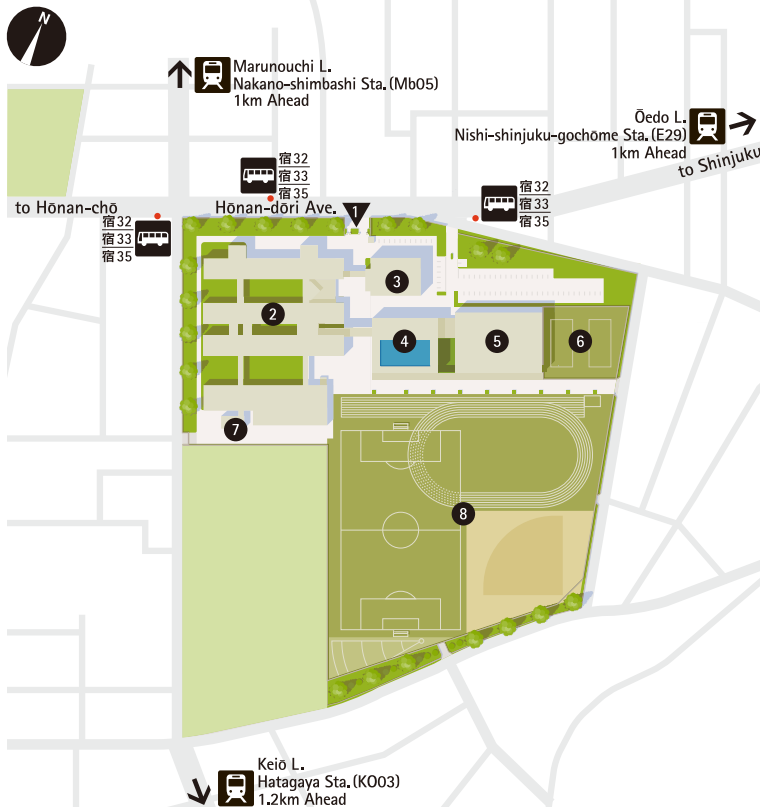 N
Marunouchi L.
Nakano-shimbashi Sta. (Mb05)
1km Ahead
Ōedo L.
Nishi-shinjuku-gochōme Sta. (E29)
1km Ahead
to Shinjuku
宿32
宿33
宿35
宿32
宿33
宿35
to Hōnan-chō
Hōnan-dōri Ave.
1
宿32
宿33
宿35
3
2
4
5
6
7
8
Keiō L.
Hatagaya Sta. (KO03)
1.2km Ahead